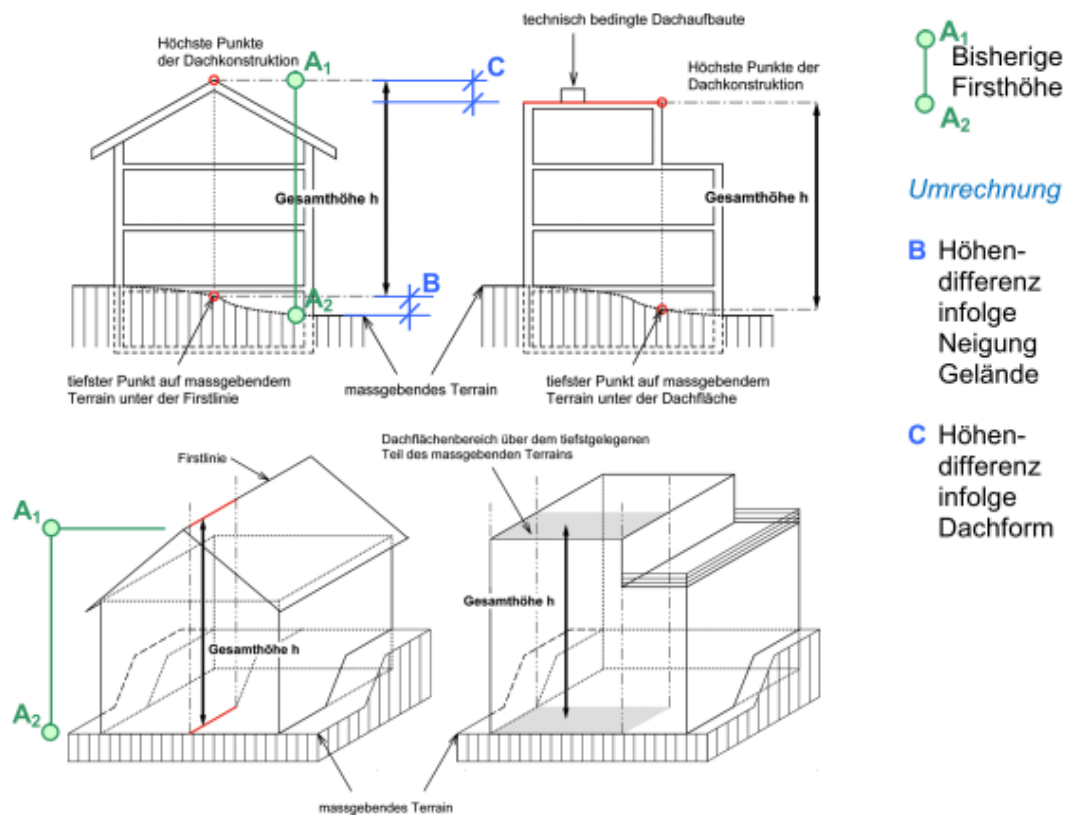 technisch bedingte Dachaufbaute
Höchste Punkte
der Dachkonstruktion
A1
C
Höchste Punkte der
Dachkonstruktion
Gesamthöhe h
Gesamthöhe h
B
A2
tiefster Punkt auf massgebendem
Terrain unter der Firstlinie
massgebendes Terrain
tiefster Punkt auf massgebendem
Terrain unter der Dachfläche
Firstlinie
Dachflächenbereich über dem tiefstgelegenen
Teil des massgebenden Terrains
A1
Gesamthöhe h
Gesamthöhe h
A2
massgebendes Terrain
A1
Bisherige
Firsthöhe
A2
Umrechnung
B Höhen-
differenz
infolge
Neigung
Gelände
C Höhen-
differenz
infolge
Dachform